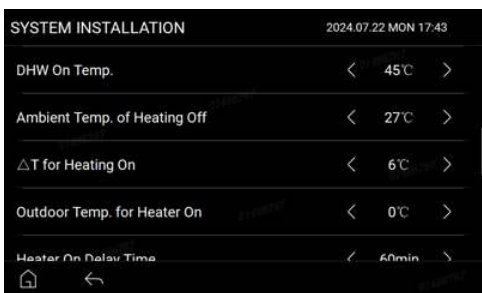 SYSTEM INSTALLATION 2024.07.22 MON 17:43
DHW On Temp. 45℃
Ambient Temp. of Heating Off 27℃
△T for Heating On 6℃
Outdoor Temp. for Heater On 0℃
Heater On Delay Time 60min